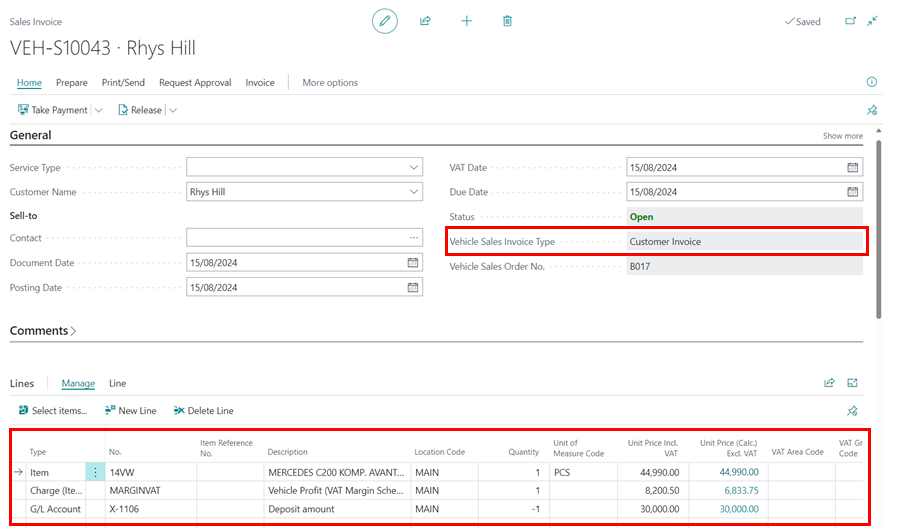 Sales Invoice
Saved
VEH-S10043 · Rhys Hill
Home Prepare Print/Send Request Approval Invoice More options
Take Payment Release
General Show more
Service Type VAT Date 15/08/2024
Customer Name Rhys Hill Due Date 15/08/2024
Sell-to Status Open
Contact Vehicle Sales Invoice Type Customer Invoice
Document Date 15/08/2024 Vehicle Sales Order No. B017
Posting Date 15/08/2024
Comments
Lines Manage Line
Select items... New Line Delete Line
Type No. Item Reference No. Description Location Code Quantity Unit of Measure Code Unit Price Incl. VAT Unit Price (Calc.) Excl. VAT VAT Area Code VAT Gr Code
Item 14VW MERCEDES C200 KOMP. AVANT... MAIN 1 PCS 44,990.00 44,990.00
Charge (Ite... MARGINVAT Vehicle Profit (VAT Margin Sche... MAIN 1 8,200.50 6,833.75
G/L Account X-1106 Deposit amount MAIN -1 30,000.00 30,000.00